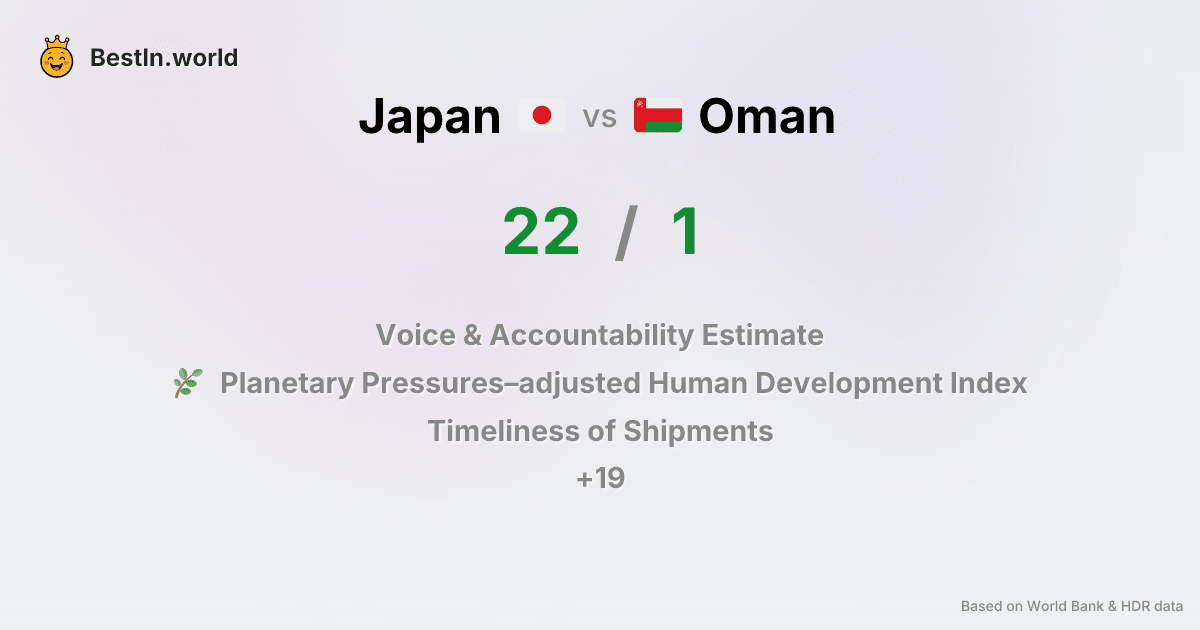 BestIn.world
Japan vs Oman
22 / 1
Voice & Accountability Estimate
Planetary Pressures–adjusted Human Development Index
Timeliness of Shipments
+19
Based on World Bank & HDR data